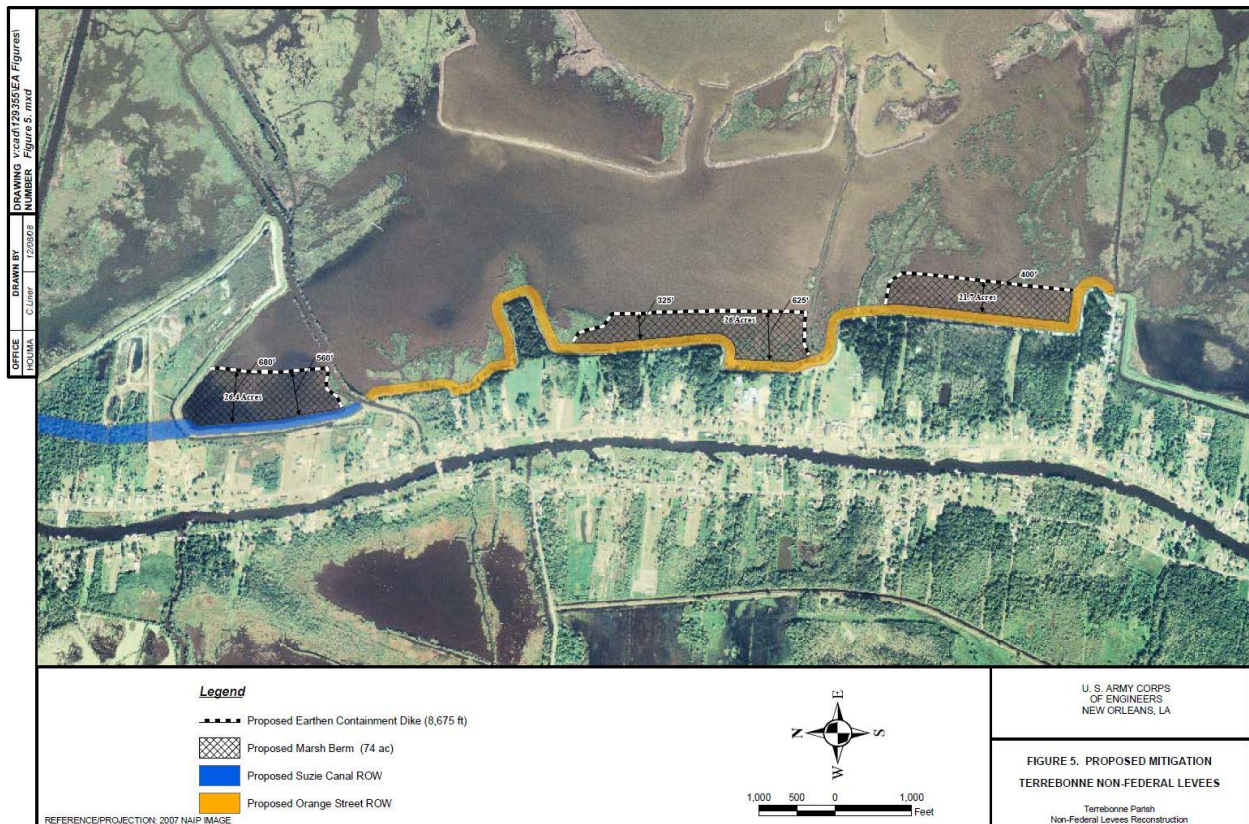 DRAWING NUMBER
v:cad\129355\EA Figures\
Figure 5. mxd
DRAWN BY
C.Liner 12/08/08
OFFICE
HOUMA
680'
560'
26.4 Acres
325'
625'
26 Acres
400'
21.7 Acres
Legend
Proposed Earthen Containment Dike (8,675 ft)
Proposed Marsh Berm (74 ac)
Proposed Suzie Canal ROW
Proposed Orange Street ROW
REFERENCE/PROJECTION: 2007 NAIP IMAGE
E
N
S
W
1,000 500 0 1,000
Feet
U. S. ARMY CORPS
OF ENGINEERS
NEW ORLEANS, LA
FIGURE 5. PROPOSED MITIGATION
TERREBONNE NON-FEDERAL LEVEES
Terrebonne Parish
Non-Federal Levees Reconstruction